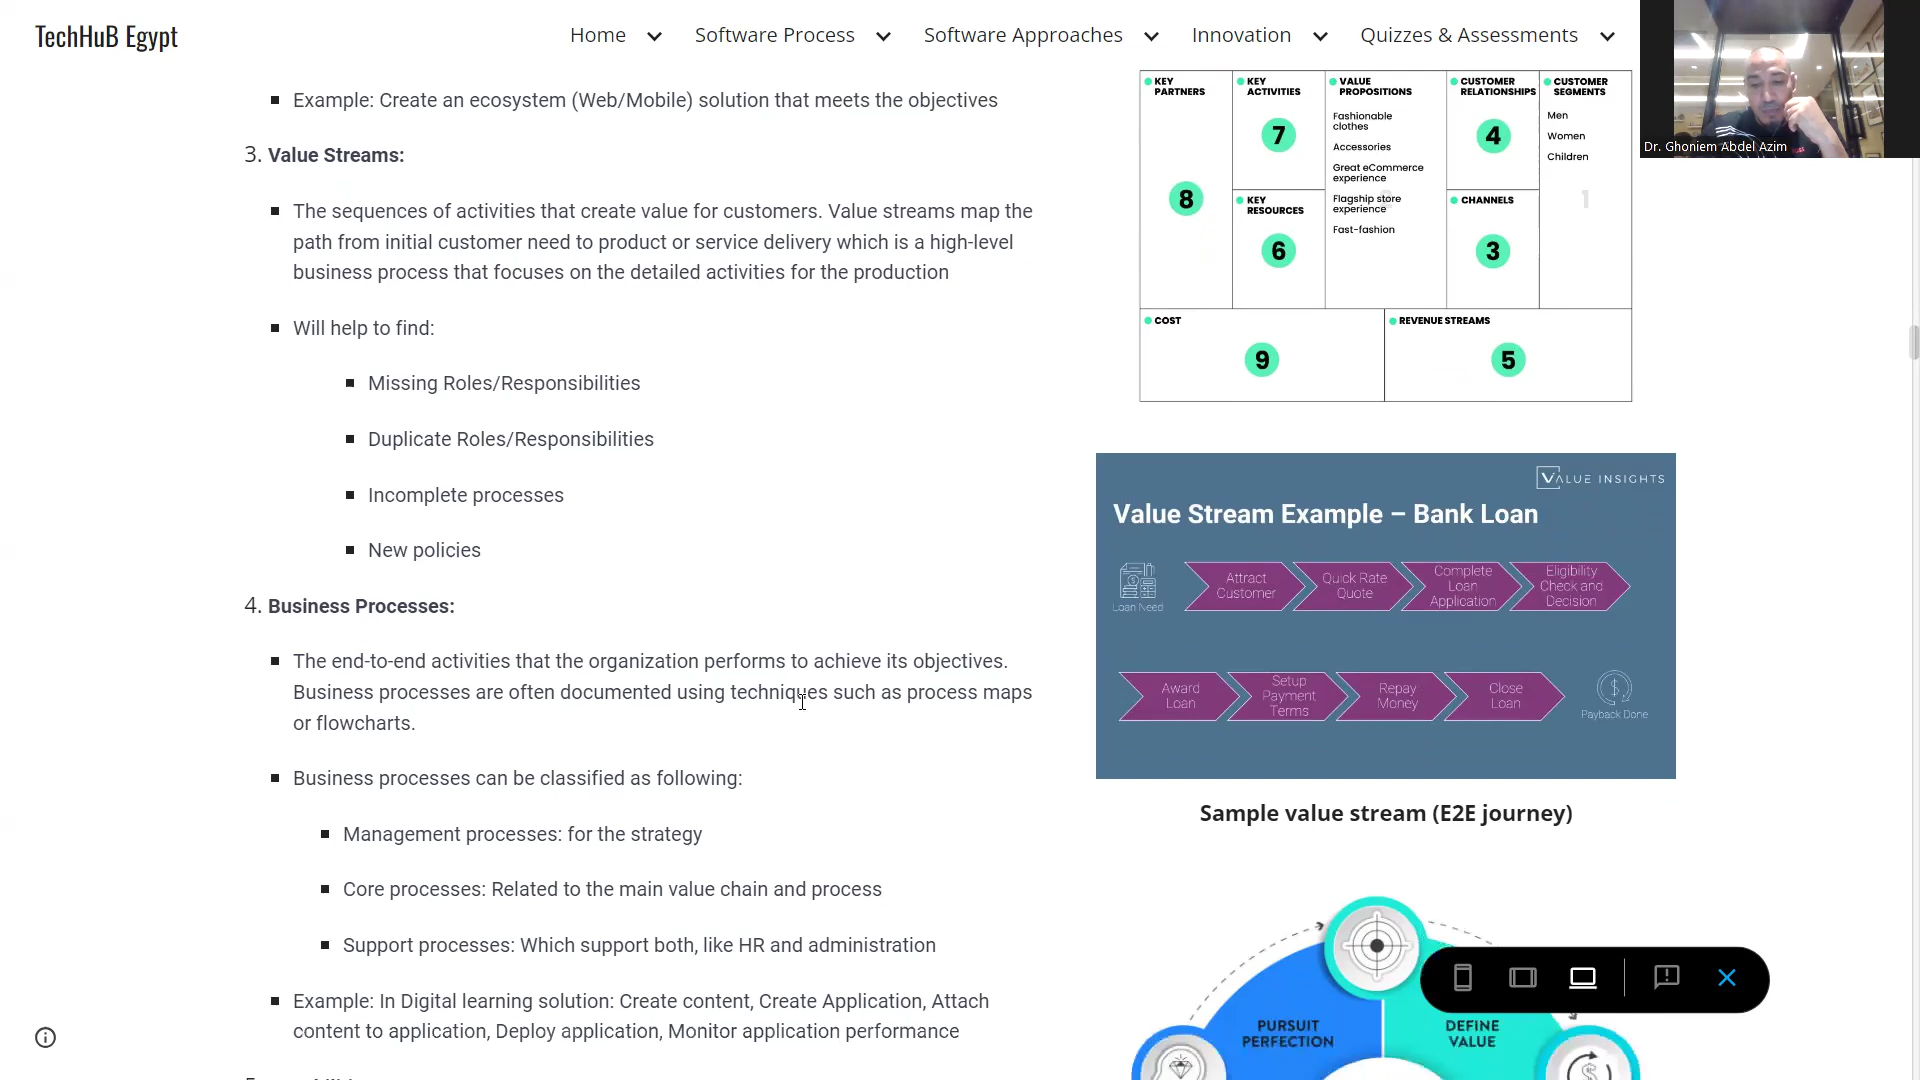 TechHuB Egypt
Home
Software Process
Software Approaches
Innovation
Quizzes & Assessments
Dr. Ghoniem Abdel Azim
▪ Example: Create an ecosystem (Web/Mobile) solution that meets the objectives
3. Value Streams:
▪ The sequences of activities that create value for customers. Value streams map the
path from initial customer need to product or service delivery which is a high-level
business process that focuses on the detailed activities for the production
▪ Will help to find:
▪ Missing Roles/Responsibilities
▪ Duplicate Roles/Responsibilities
▪ Incomplete processes
▪ New policies
4. Business Processes:
▪ The end-to-end activities that the organization performs to achieve its objectives.
Business processes are often documented using techniques such as process maps
or flowcharts.
▪ Business processes can be classified as following:
▪ Management processes: for the strategy
▪ Core processes: Related to the main value chain and process
▪ Support processes: Which support both, like HR and administration
▪ Example: In Digital learning solution: Create content, Create Application, Attach
content to application, Deploy application, Monitor application performance
KEY
PARTNERS
8
KEY
ACTIVITIES
7
KEY
RESOURCES
6
VALUE
PROPOSITIONS
Fashionable
clothes
Accessories
Great eCommerce
experience
Flagship store
experience
Fast-fashion
CUSTOMER
RELATIONSHIPS
4
CHANNELS
3
CUSTOMER
SEGMENTS
Men
Women
Children
1
COST
9
REVENUE STREAMS
5
VALUE INSIGHTS
Value Stream Example – Bank Loan
Loan Need
Attract
Customer
Quick Rate
Quote
Complete
Loan
Application
Eligibility
Check and
Decision
Award
Loan
Setup
Payment
Terms
Repay
Money
Close
Loan
Payback Done
Sample value stream (E2E journey)
PURSUIT
PERFECTION
DEFINE
VALUE